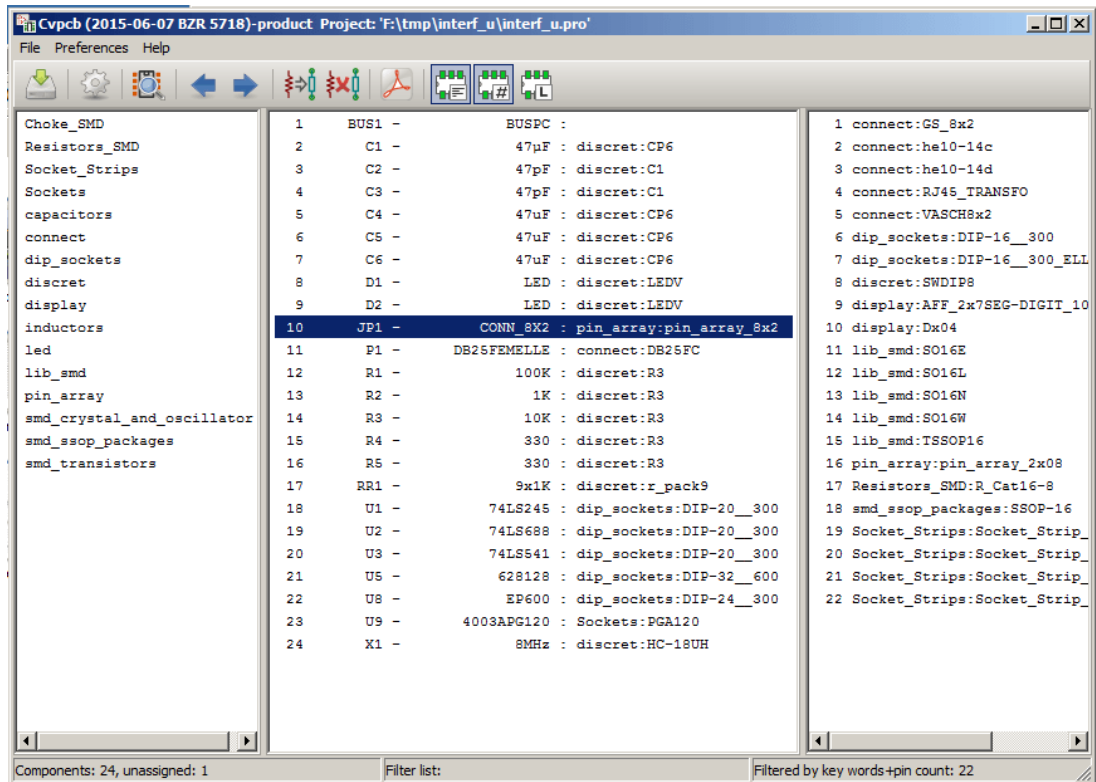 Cvpcb (2015-06-07 BZR 5718)-product Project: 'F:\tmp\interf_u\interf_u.pro'
File Preferences Help
Choke_SMD
Resistors_SMD
Socket_Strips
Sockets
capacitors
connect
dip_sockets
discret
display
inductors
led
lib_smd
pin_array
smd_crystal_and_oscillator
smd_ssop_packages
smd_transistors
1 BUS1 - BUSPC :
2 C1 - 47µF : discret:CP6
3 C2 - 47pF : discret:C1
4 C3 - 47pF : discret:C1
5 C4 - 47uF : discret:CP6
6 C5 - 47uF : discret:CP6
7 C6 - 47uF : discret:CP6
8 D1 - LED : discret:LEDV
9 D2 - LED : discret:LEDV
10 JP1 - CONN_8X2 : pin_array:pin_array_8x2
11 P1 - DB25FEMELLE : connect:DB25FC
12 R1 - 100K : discret:R3
13 R2 - 1K : discret:R3
14 R3 - 10K : discret:R3
15 R4 - 330 : discret:R3
16 R5 - 330 : discret:R3
17 RR1 - 9x1K : discret:r_pack9
18 U1 - 74LS245 : dip_sockets:DIP-20__300
19 U2 - 74LS688 : dip_sockets:DIP-20__300
20 U3 - 74LS541 : dip_sockets:DIP-20__300
21 U5 - 628128 : dip_sockets:DIP-32__600
22 U8 - EP600 : dip_sockets:DIP-24__300
23 U9 - 4003APG120 : Sockets:PGA120
24 X1 - 8MHz : discret:HC-18UH
1 connect:GS_8x2
2 connect:he10-14c
3 connect:he10-14d
4 connect:RJ45_TRANSFO
5 connect:VASCH8x2
6 dip_sockets:DIP-16__300
7 dip_sockets:DIP-16__300_ELL
8 discret:SWDIP8
9 display:AFF_2x7SEG-DIGIT_10
10 display:Dx04
11 lib_smd:SO16E
12 lib_smd:SO16L
13 lib_smd:SO16N
14 lib_smd:SO16W
15 lib_smd:TSSOP16
16 pin_array:pin_array_2x08
17 Resistors_SMD:R_Cat16-8
18 smd_ssop_packages:SSOP-16
19 Socket_Strips:Socket_Strip_
20 Socket_Strips:Socket_Strip_
21 Socket_Strips:Socket_Strip_
22 Socket_Strips:Socket_Strip_
Components: 24, unassigned: 1
Filter list:
Filtered by key words+pin count: 22